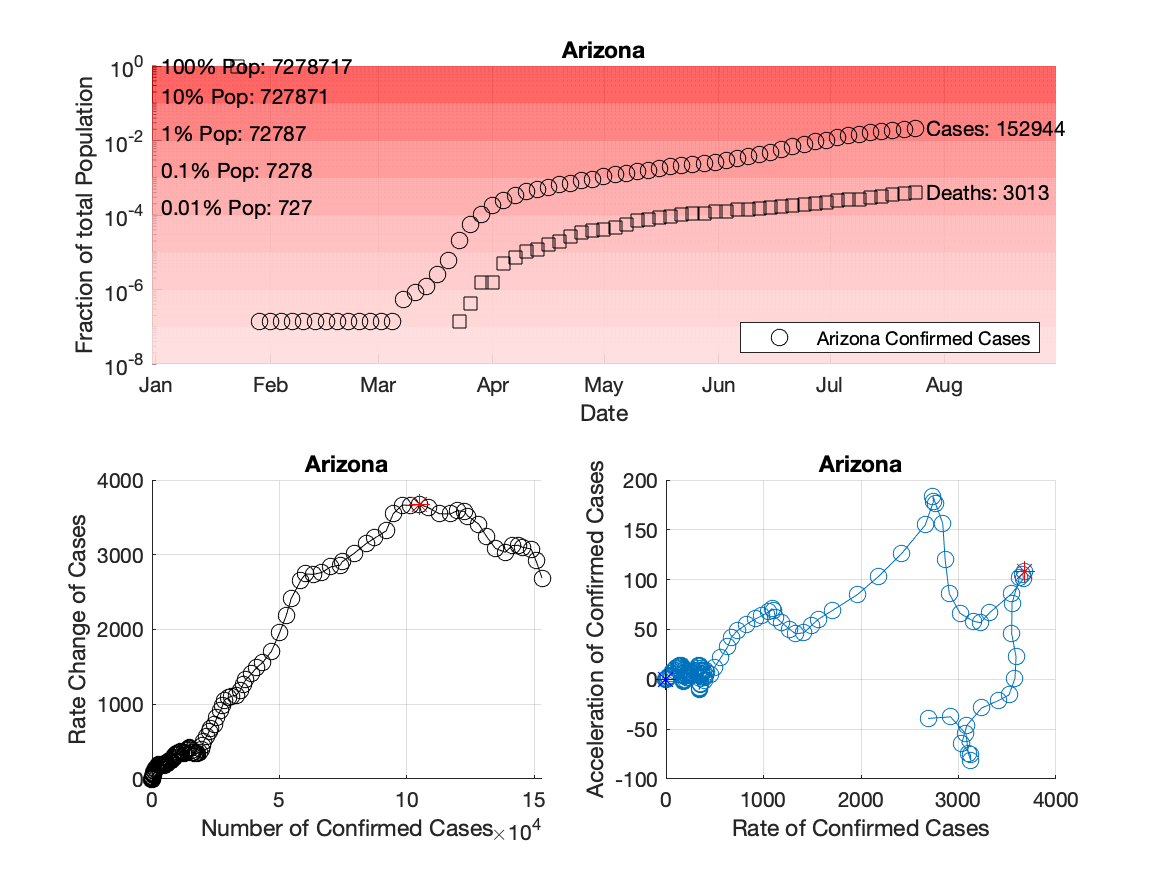 Arizona
Fraction of total Population
10^0
10^-2
10^-4
10^-6
10^-8
100% Pop: 7278717
10% Pop: 727871
1% Pop: 72787
0.1% Pop: 7278
0.01% Pop: 727
Cases: 152944
Deaths: 3013
Arizona Confirmed Cases
Jan Feb Mar Apr May Jun Jul Aug
Date
Arizona
Rate Change of Cases
4000
3000
2000
1000
0
0 5 10 15
Number of Confirmed Cases ×10^4
Arizona
Acceleration of Confirmed Cases
200
150
100
50
0
-50
-100
0 1000 2000 3000 4000
Rate of Confirmed Cases